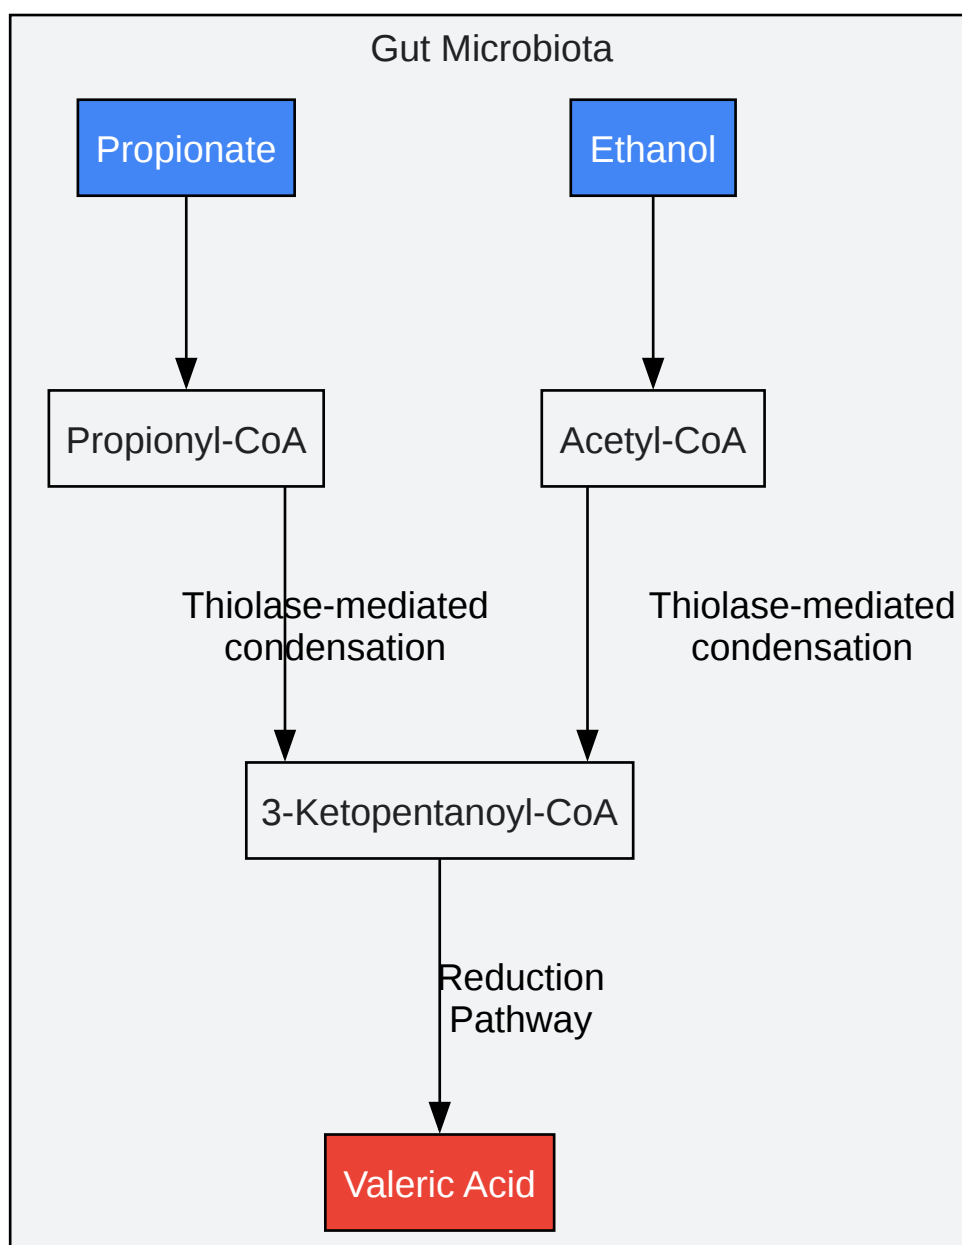 Gut Microbiota
Propionate
Ethanol
Propionyl-CoA
Acetyl-CoA
Thiolase-mediated
condensation
Thiolase-mediated
condensation
3-Ketopentanoyl-CoA
Reduction
Pathway
Valeric Acid